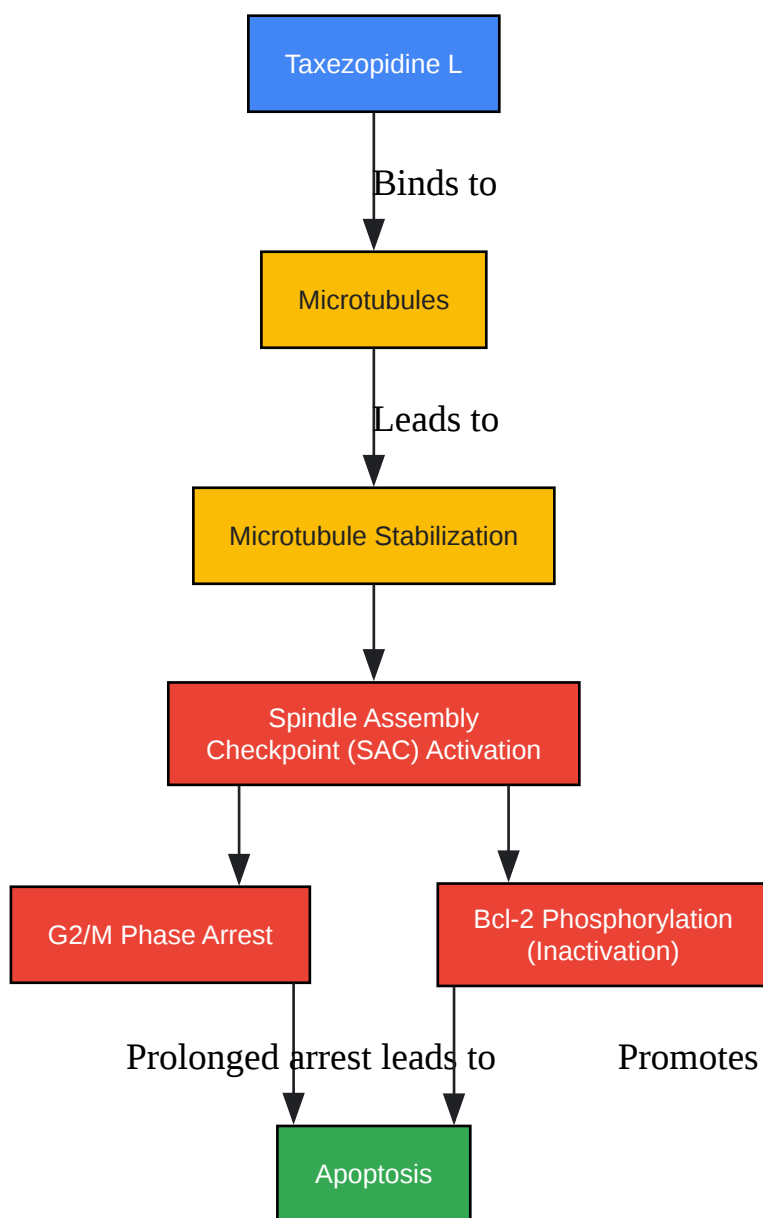 Taxezopidine L
Binds to
Microtubules
Leads to
Microtubule Stabilization
Spindle Assembly
Checkpoint (SAC) Activation
G2/M Phase Arrest
Bcl-2 Phosphorylation
(Inactivation)
Prolonged arrest leads to
Promotes
Apoptosis